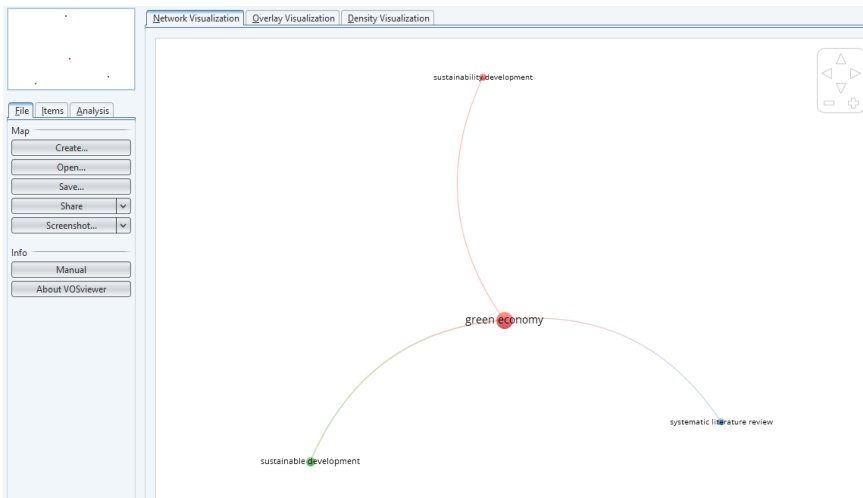 Network Visualization Overlay Visualization Density Visualization
File Items Analysis
Map
Create...
Open...
Save...
Share
Screenshot...
Info
Manual
About VOSviewer
sustainability development
green economy
systematic literature review
sustainable development